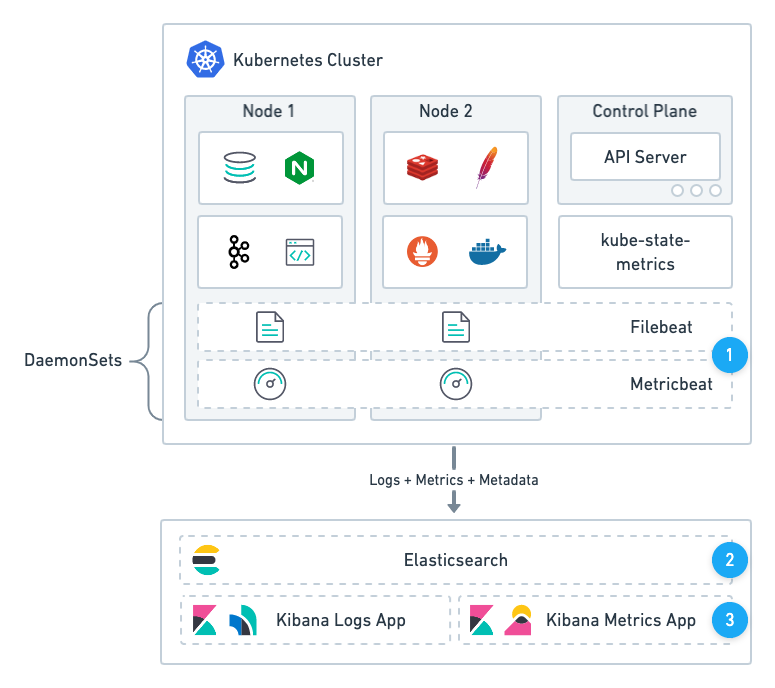 Kubernetes Cluster
Node 1
Node 2
Control Plane
API Server
N
</>
kube-state-
metrics
DaemonSets
Filebeat
1
Metricbeat
Logs + Metrics + Metadata
Elasticsearch
2
Kibana Logs App
Kibana Metrics App
3